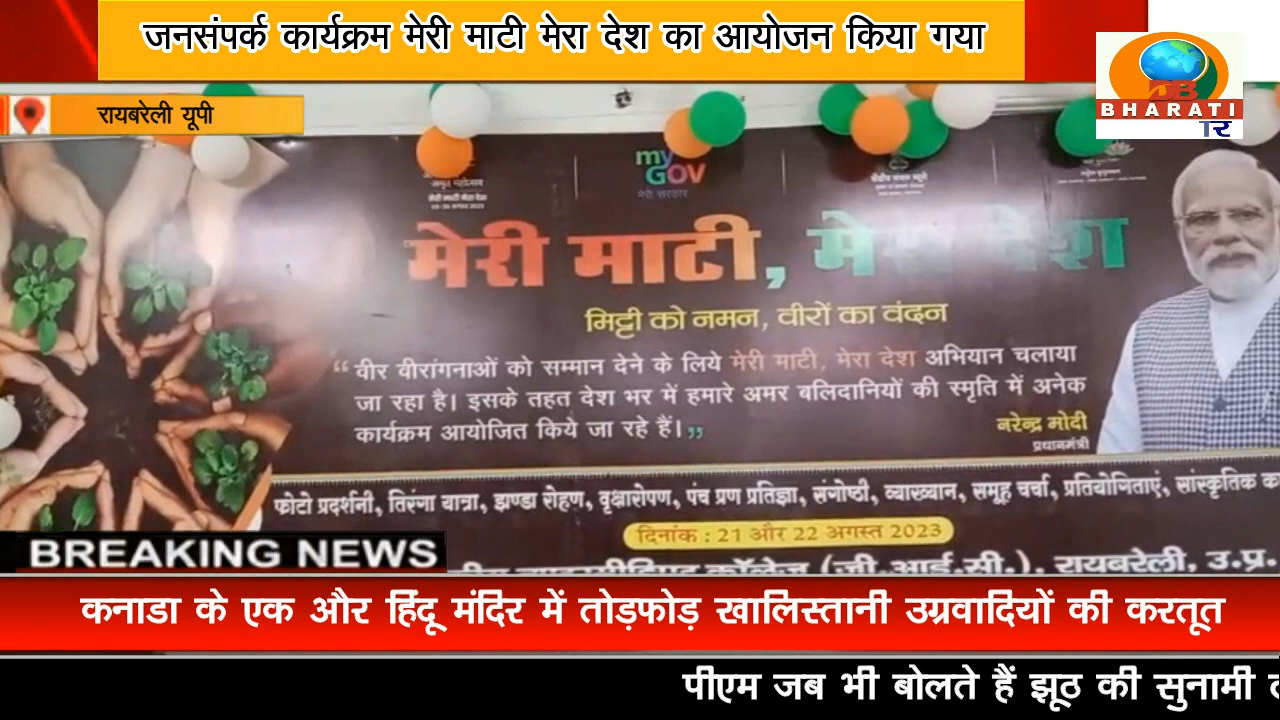 जनसंपर्क कार्यक्रम मेरी माटी मेरा देश का आयोजन किया गया
BHARATI
रायबरेली यूपी
my
GOV
मेरी सरकार
मेरी माटी, मेरा देश
मिट्टी को नमन, वीरों का वंदन
“वीर वीरांगनाओं को सम्मान देने के लिये मेरी माटी, मेरा देश अभियान चलाया
जा रहा है। इसके तहत देश भर में हमारे अमर बलिदानियों की स्मृति में अनेक
कार्यक्रम आयोजित किये जा रहे हैं।”
नरेन्द्र मोदी
प्रधानमंत्री
फोटो प्रदर्शनी, तिरंगा यात्रा, झण्डा रोहण, वृक्षारोपण, पंच प्रण प्रतिज्ञा, संगोष्ठी, व्याख्यान, समूह चर्चा, प्रतियोगिताएं, सांस्कृतिक
दिनांक : 21 और 22 अगस्त 2023
कॉलेज (जी.आई.सी.), रायबरेली, उ.प्र.
BREAKING NEWS
कनाडा के एक और हिंदू मंदिर में तोड़फोड़ खालिस्तानी उग्रवादियों की करतूत
पीएम जब भी बोलते हैं झूठ की सुनामी